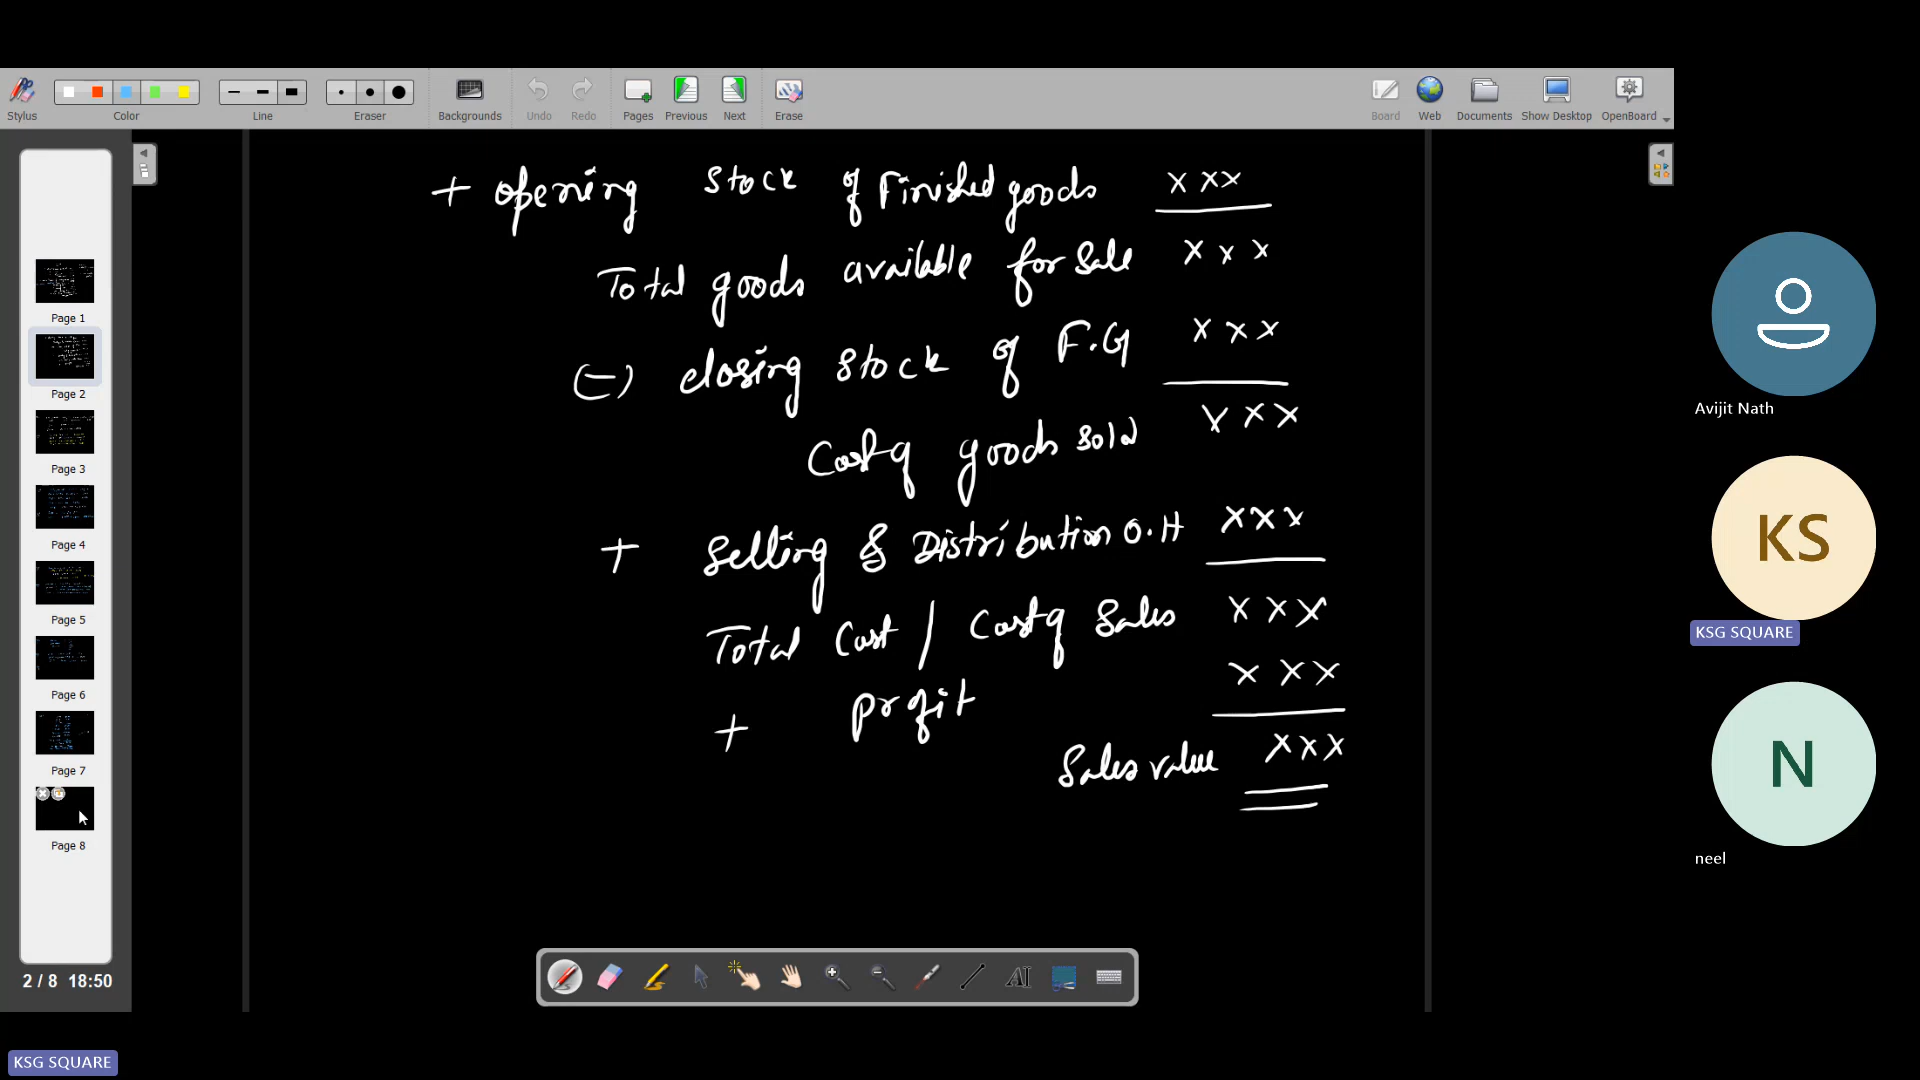 Stylus Color Line Eraser Backgrounds Undo Redo Pages Previous Next Erase Board Web Documents Show Desktop OpenBoard
+ opening stock of Finished goods xxx
Total goods available for sale xxx
(-) closing stock of F.G xxx
Cost of goods sold xxx
+ Selling & Distribution O.H xxx
Total Cost / Cost of Sales xxx
+ profit xxx
Sales value xxx
Page 1
Page 2
Page 3
Page 4
Page 5
Page 6
Page 7
Page 8
2 / 8 18:50
AI
Avijit Nath
KS
KSG SQUARE
N
neel
KSG SQUARE